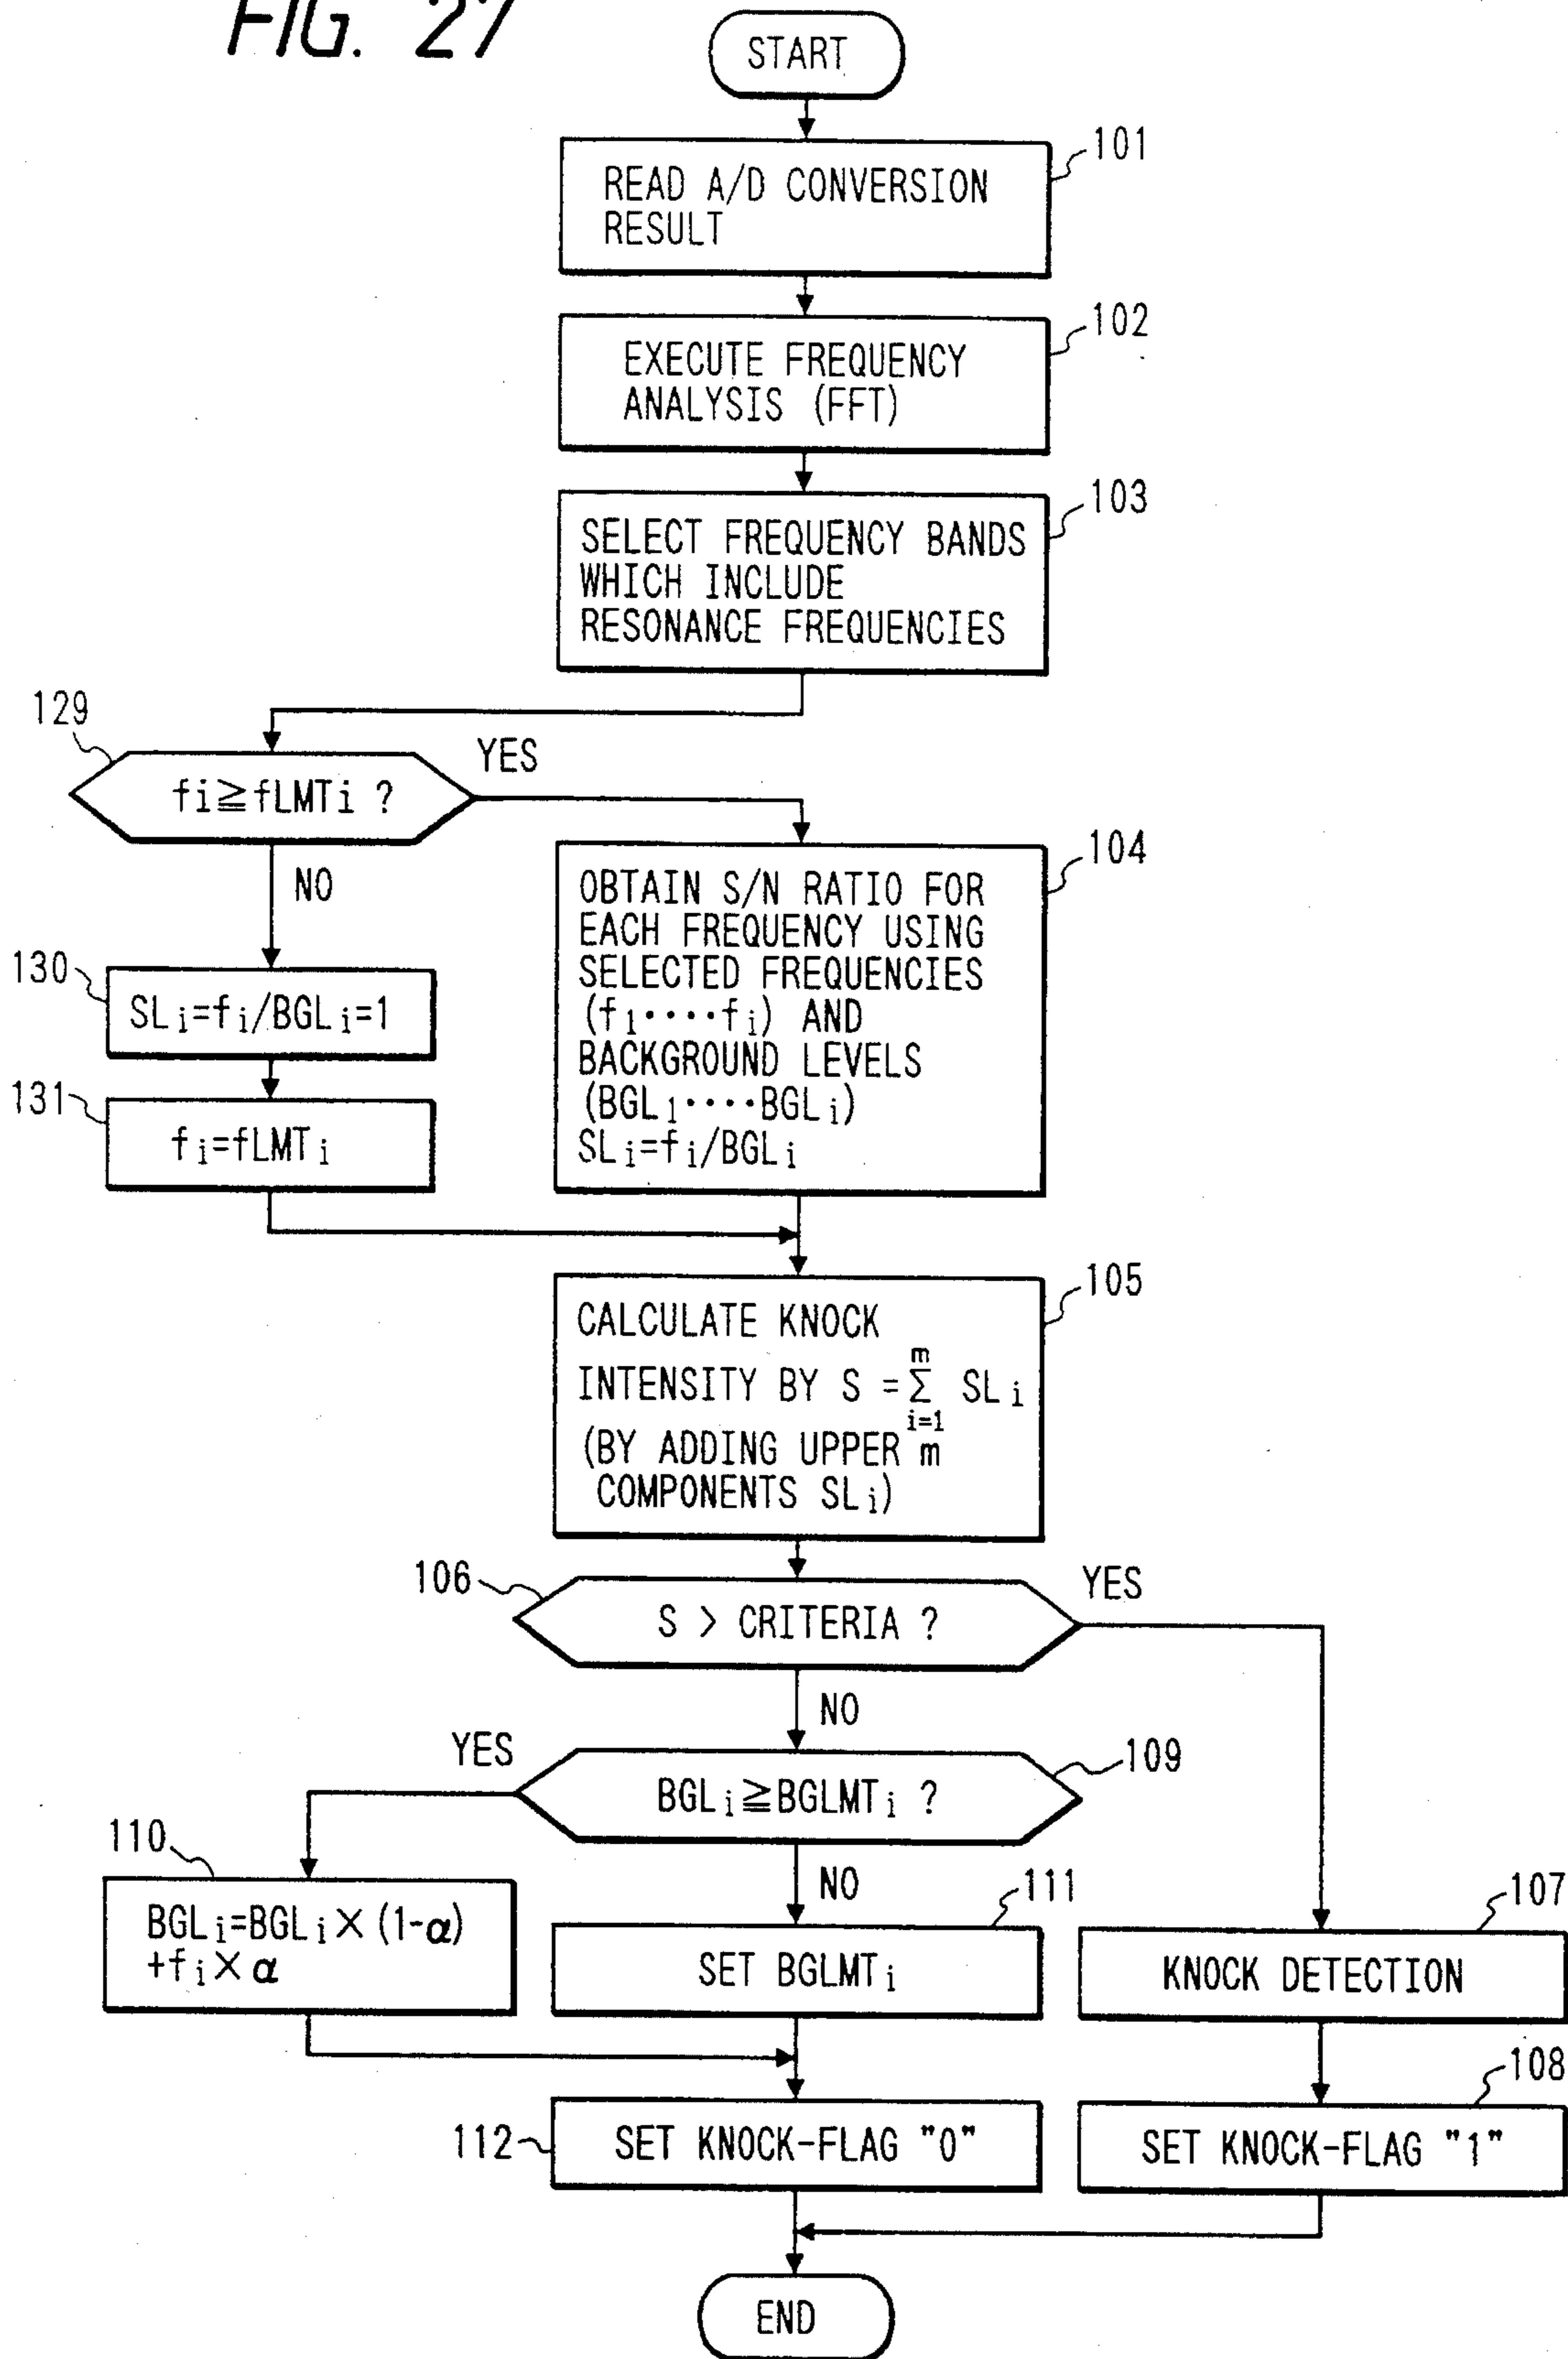 FIG. 27
START
101
READ A/D CONVERSION
RESULT
102
EXECUTE FREQUENCY
ANALYSIS (FFT)
103
SELECT FREQUENCY BANDS
WHICH INCLUDE
RESONANCE FREQUENCIES
129
fi≧fLMTi ?
YES
NO
104
OBTAIN S/N RATIO FOR
EACH FREQUENCY USING
SELECTED FREQUENCIES
(f1····fi) AND
BACKGROUND LEVELS
(BGL1····BGLi)
SLi=fi/BGLi
130
SLi=fi/BGLi=1
131
fi=fLMTi
105
CALCULATE KNOCK
m
INTENSITY BY S =Σ SLi
i=1
(BY ADDING UPPER m
COMPONENTS SLi)
106
S > CRITERIA ?
YES
NO
109
BGLi≧BGLMTi ?
YES
NO
110
BGLi=BGLi×(1-α)
+fi×α
111
SET BGLMTi
107
KNOCK DETECTION
112
SET KNOCK-FLAG "0"
108
SET KNOCK-FLAG "1"
END